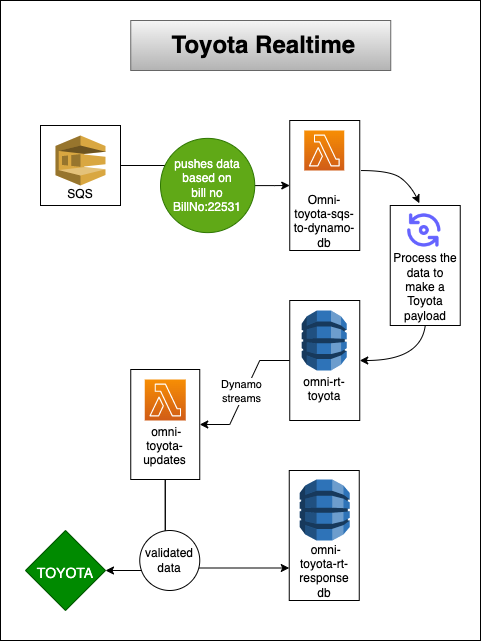 Toyota Realtime
SQS
pushes data
based on
bill no
BillNo:22531
Omni-
toyota-sqs-
to-dynamo-
db
Process the
data to
make a
Toyota
payload
omni-rt-
toyota
Dynamo
streams
omni-
toyota-
updates
validated
data
TOYOTA
omni-
toyota-rt-
response
db